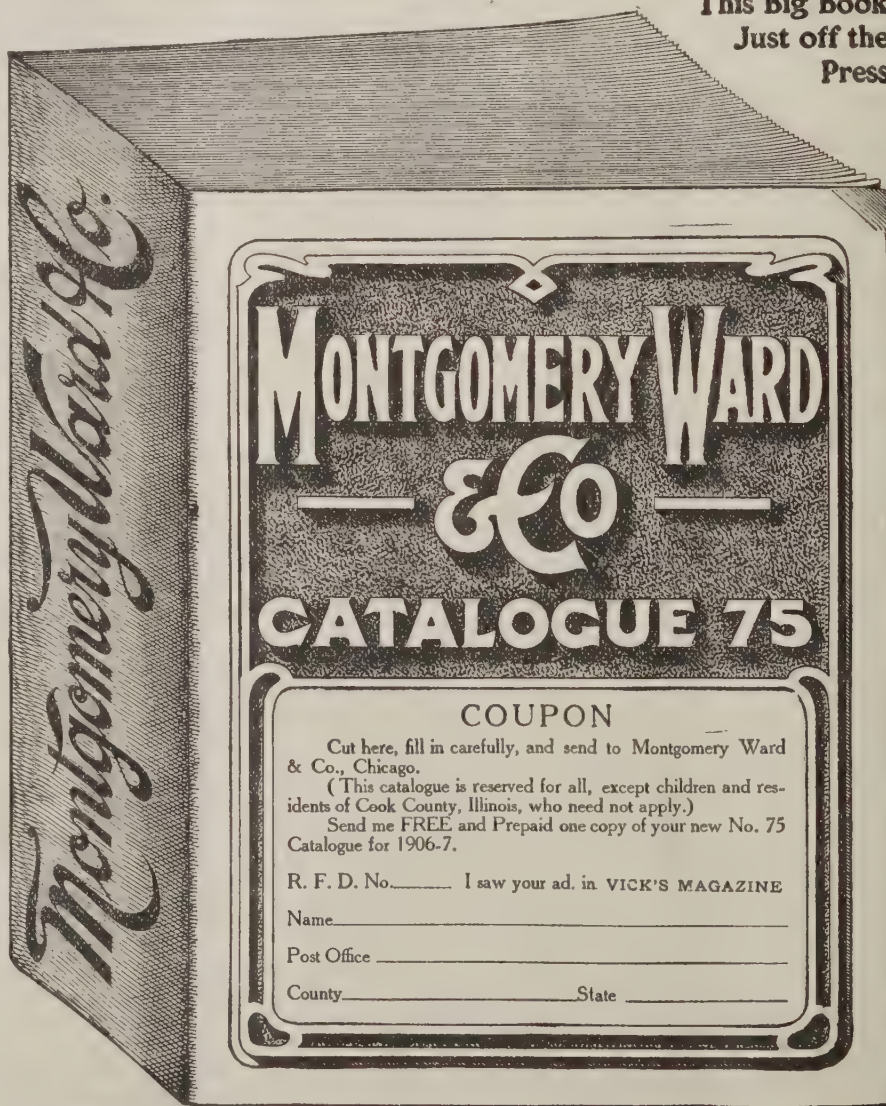 This Big Book
Just off the
Press
Montgomery Ward & Co.
MONTGOMERY WARD
& CO
CATALOGUE 75
COUPON
Cut here, fill in carefully, and send to Montgomery Ward
& Co., Chicago.
(This catalogue is reserved for all, except children and res-
idents of Cook County, Illinois, who need not apply.)
Send me FREE and Prepaid one copy of your new No. 75
Catalogue for 1906-7.
R. F. D. No. I saw your ad. in VICK'S MAGAZINE
Name
Post Office
County State